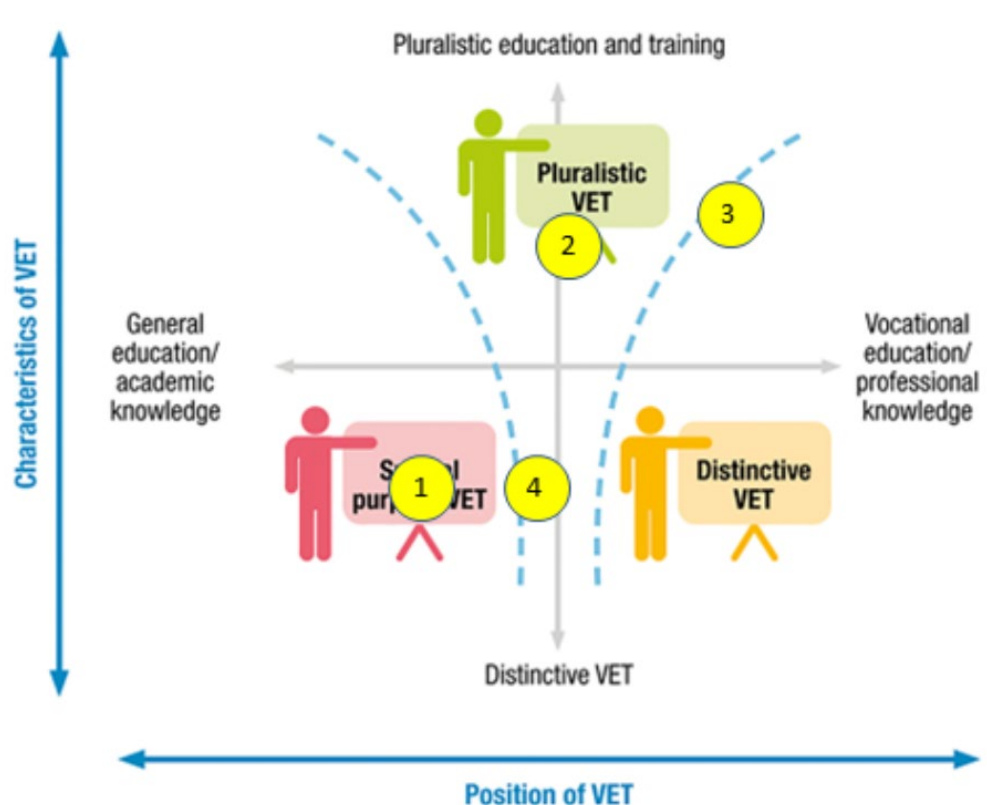 Pluralistic education and training
Pluralistic
VET
3
2
Characteristics of VET
General
education/
academic
knowledge
Vocational
education/
professional
knowledge
1
VET
4
Distinctive
VET
Distinctive VET
Position of VET